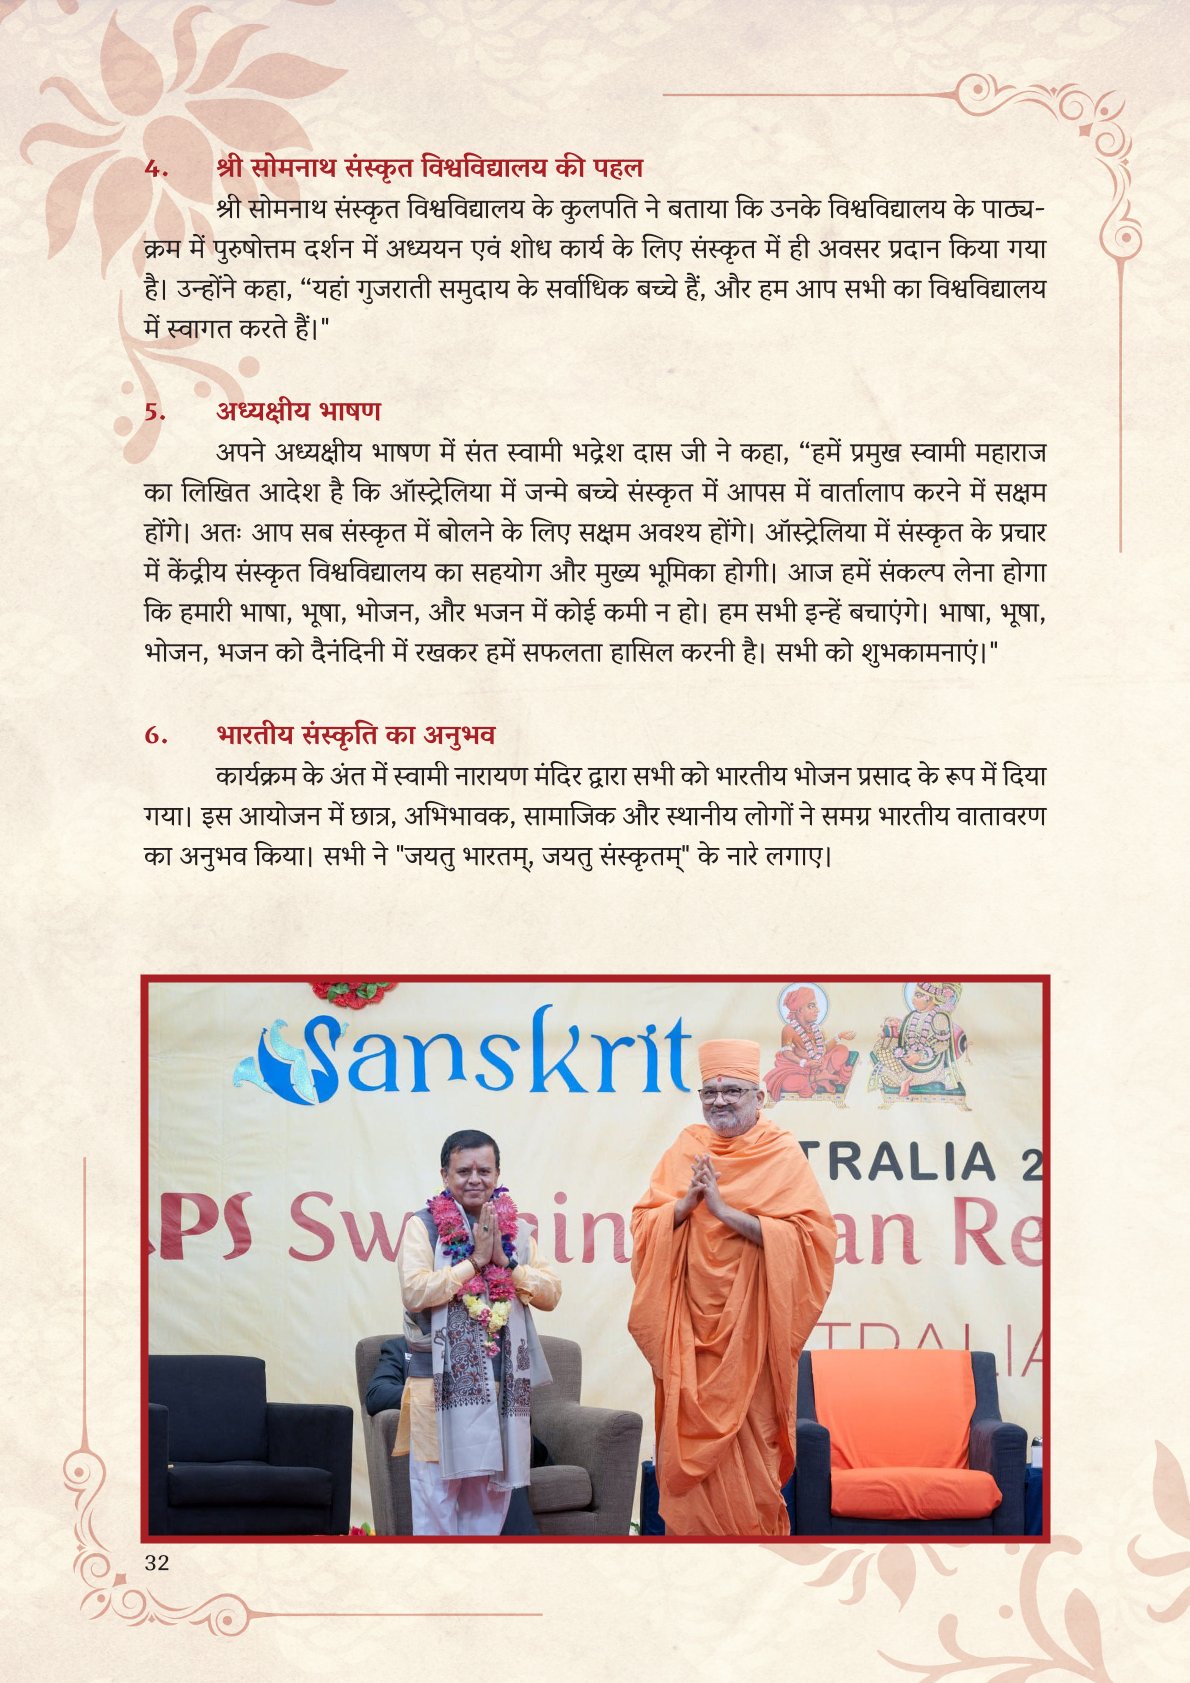 4. श्री सोमनाथ संस्कृत विश्वविद्यालय की पहल
श्री सोमनाथ संस्कृत विश्वविद्यालय के कुलपति ने बताया कि उनके विश्वविद्यालय के पाठ्य-
क्रम में पुरुषोत्तम दर्शन में अध्ययन एवं शोध कार्य के लिए संस्कृत में ही अवसर प्रदान किया गया
है। उन्होंने कहा, “यहां गुजराती समुदाय के सर्वाधिक बच्चे हैं, और हम आप सभी का विश्वविद्यालय
में स्वागत करते हैं।"
5. अध्यक्षीय भाषण
अपने अध्यक्षीय भाषण में संत स्वामी भद्रेश दास जी ने कहा, “हमें प्रमुख स्वामी महाराज
का लिखित आदेश है कि ऑस्ट्रेलिया में जन्मे बच्चे संस्कृत में आपस में वार्तालाप करने में सक्षम
होंगे। अतः आप सब संस्कृत में बोलने के लिए सक्षम अवश्य होंगे। ऑस्ट्रेलिया में संस्कृत के प्रचार
में केंद्रीय संस्कृत विश्वविद्यालय का सहयोग और मुख्य भूमिका होगी। आज हमें संकल्प लेना होगा
कि हमारी भाषा, भूषा, भोजन, और भजन में कोई कमी न हो। हम सभी इन्हें बचाएंगे। भाषा, भूषा,
भोजन, भजन को दैनंदिनी में रखकर हमें सफलता हासिल करनी है। सभी को शुभकामनाएं।"
6. भारतीय संस्कृति का अनुभव
कार्यक्रम के अंत में स्वामी नारायण मंदिर द्वारा सभी को भारतीय भोजन प्रसाद के रूप में दिया
गया। इस आयोजन में छात्र, अभिभावक, सामाजिक और स्थानीय लोगों ने समग्र भारतीय वातावरण
का अनुभव किया। सभी ने "जयतु भारतम्, जयतु संस्कृतम्" के नारे लगाए।
Sanskrit
TRALIA 2
APS Sw in an Re
TRALIA
32